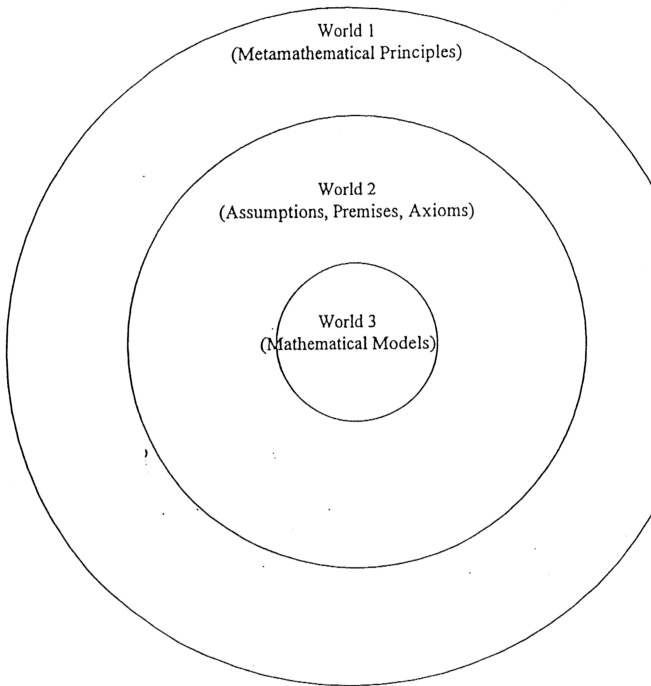 World 1
(Metamathematical Principles)
World 2
(Assumptions, Premises, Axioms)
World 3
(Mathematical Models)